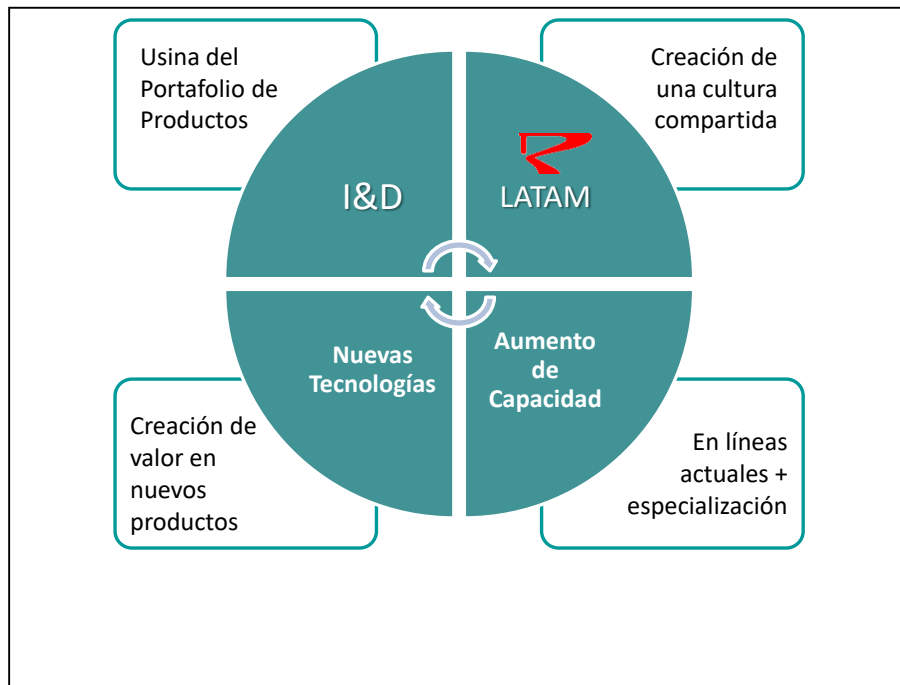 Usina del
Portafolio de
Productos
Creación de
una cultura
compartida
I&D
LATAM
Nuevas
Tecnologías
Aumento
de
Capacidad
Creación de
valor en
nuevos
productos
En líneas
actuales +
especialización